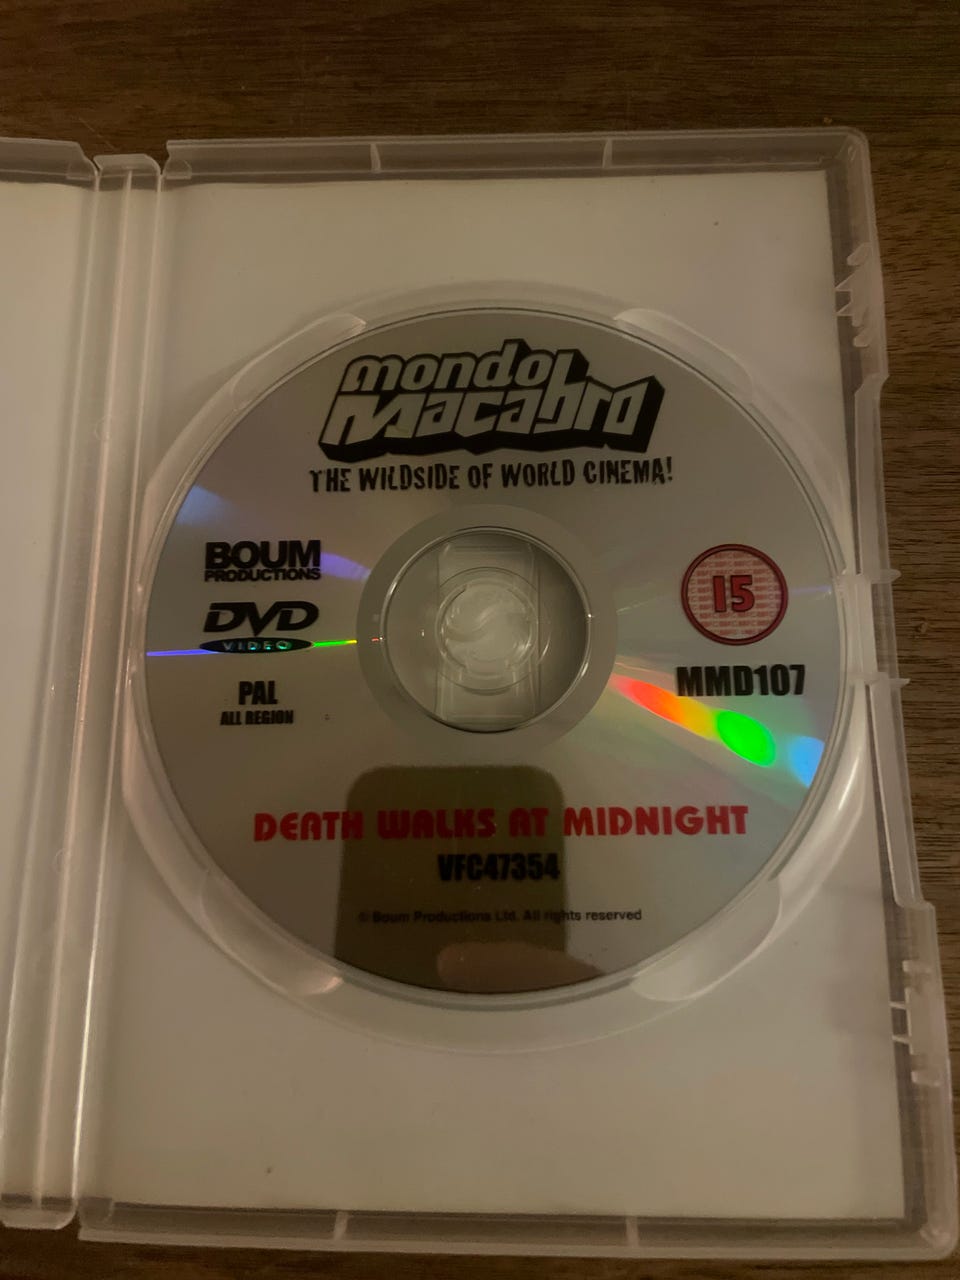 mondo
macabro
THE WILDSIDE OF WORLD CINEMA!
BOUM
PRODUCTIONS
DVD
VIDEO
PAL
ALL REGION
15
MMD107
DEATH WALKS AT MIDNIGHT
VFC47354
© Boum Productions Ltd. All rights reserved